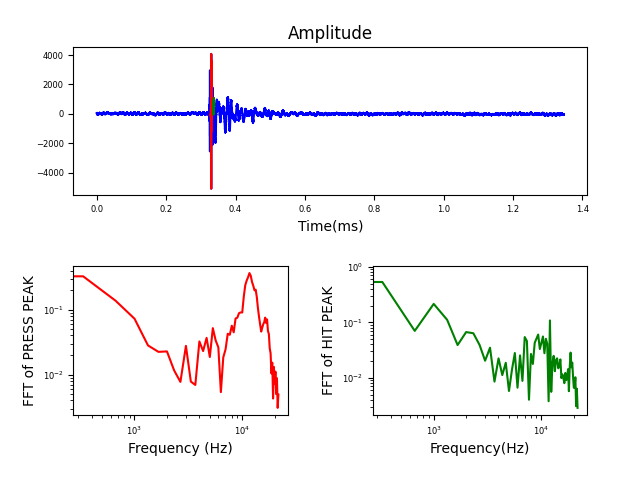 Amplitude
4000
2000
0
−2000
−4000
0.0 0.2 0.4 0.6 0.8 1.0 1.2 1.4
Time(ms)
FFT of PRESS PEAK
10⁻¹
10⁻²
10³ 10⁴
Frequency (Hz)
FFT of HIT PEAK
10⁰
10⁻¹
10⁻²
10³ 10⁴
Frequency(Hz)